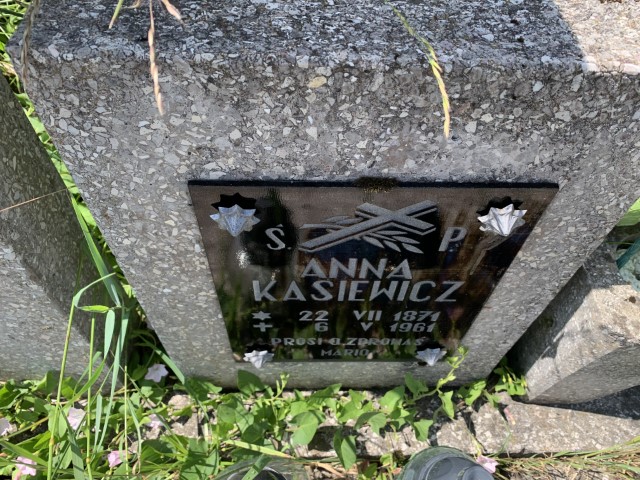 Ś. P
ANNA
KASIEWICZ
* 22 VII 1871
+ 6 V 1961
PROSI O ZDROWAŚ
MARIO